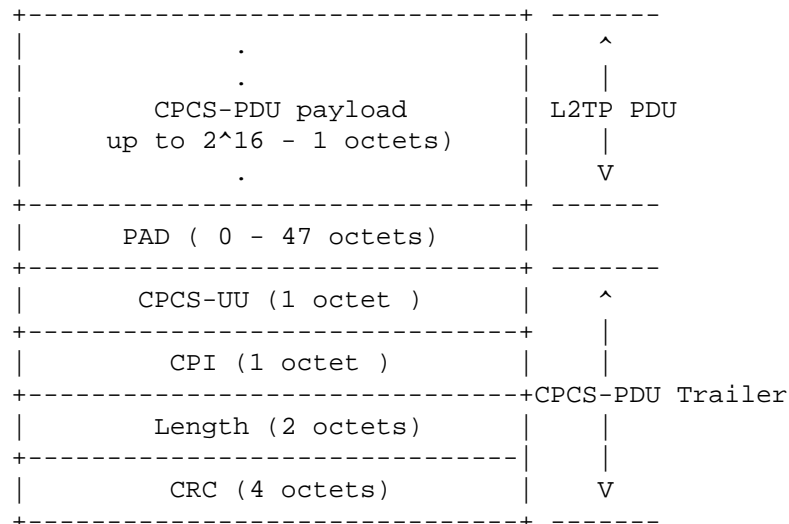 +-------------------------------+ -------
|              .                |   ^
|              .                |   |
|        CPCS-PDU payload       | L2TP PDU
|     up to 2^16 - 1 octets)    |   |
|              .                |   V
+-------------------------------+ -------
|      PAD ( 0 - 47 octets)     |
+-------------------------------+ -------
|       CPCS-UU (1 octet )      |   ^
+-------------------------------+   |
|         CPI (1 octet )        |   |
+-------------------------------+CPCS-PDU Trailer
|        Length (2 octets)      |   |
+-------------------------------|   |
|         CRC (4 octets)        |   V
+-------------------------------+ -------